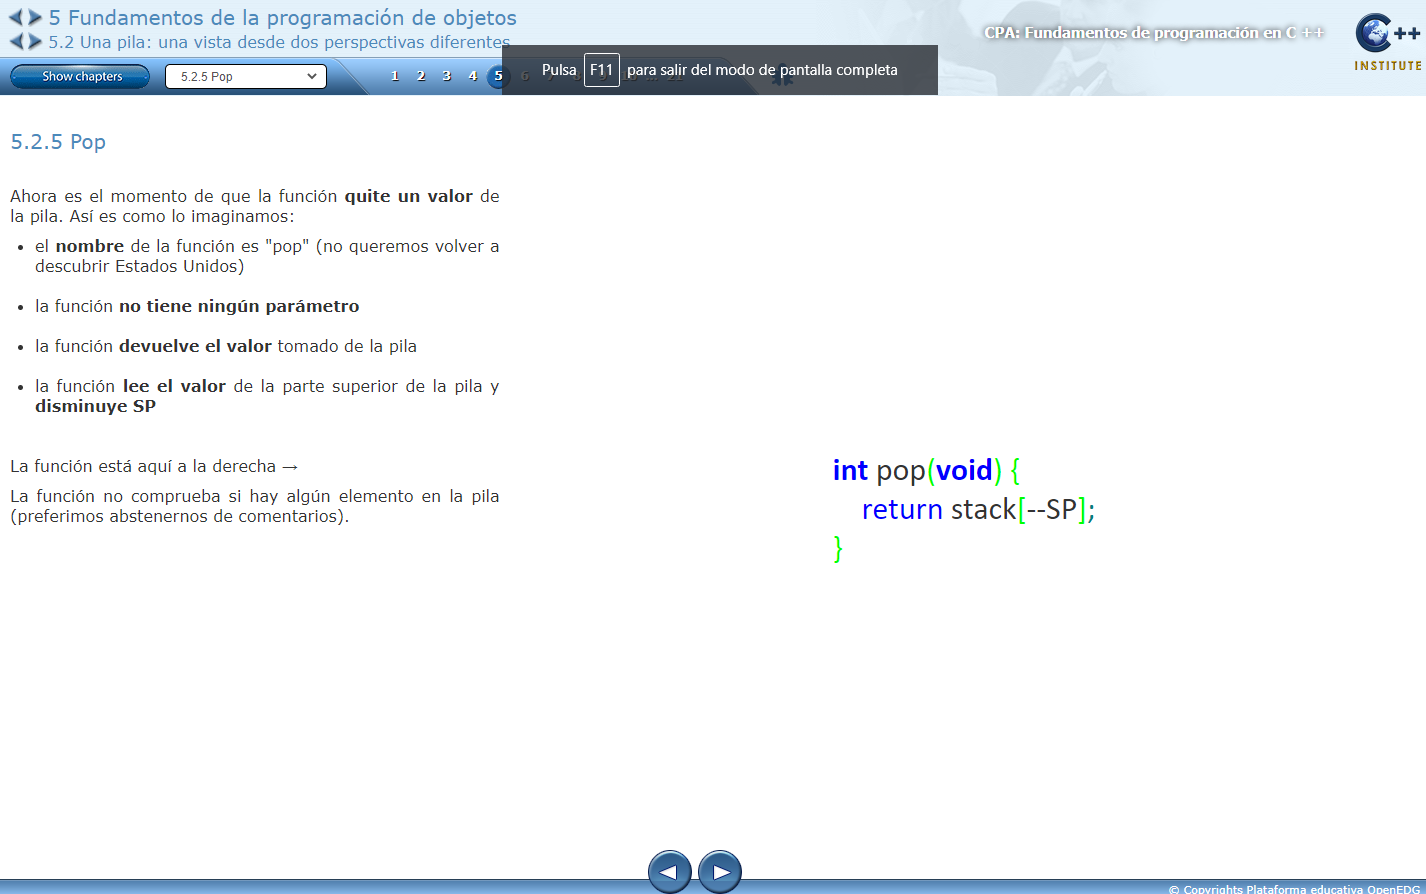 5 Fundamentos de la programación de objetos
5.2 Una pila: una vista desde dos perspectivas diferentes
CPA: Fundamentos de programación en C ++
C++
INSTITUTE
Show chapters
5.2.5 Pop
1 2 3 4 5 6
Pulsa F11 para salir del modo de pantalla completa
5.2.5 Pop
Ahora es el momento de que la función quite un valor de
la pila. Así es como lo imaginamos:
• el nombre de la función es "pop" (no queremos volver a
descubrir Estados Unidos)
• la función no tiene ningún parámetro
• la función devuelve el valor tomado de la pila
• la función lee el valor de la parte superior de la pila y
disminuye SP
La función está aquí a la derecha →
La función no comprueba si hay algún elemento en la pila
(preferimos abstenernos de comentarios).
int pop(void) {
return stack[--SP];
}
© Copyrights Plataforma educativa OpenEDG